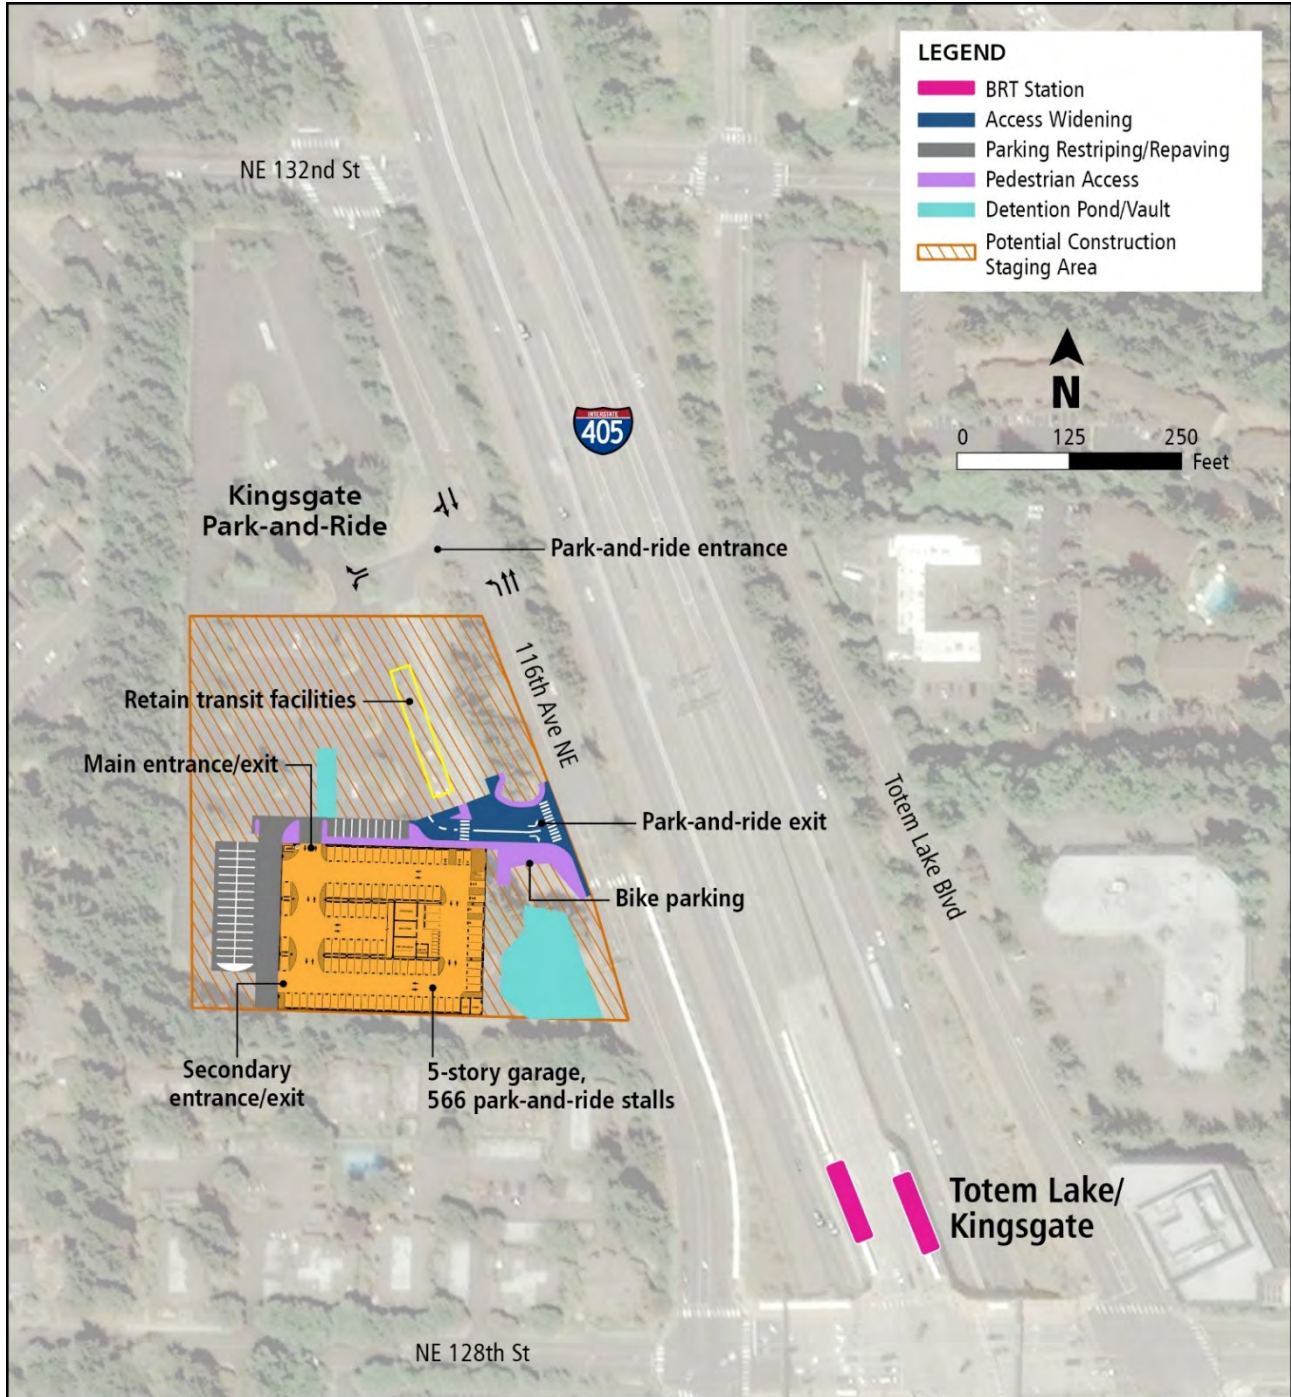 LEGEND
BRT Station
Access Widening
Parking Restriping/Repaving
Pedestrian Access
Detention Pond/Vault
Potential Construction
Staging Area
NE 132nd St
N
0 125 250
Feet
INTERSTATE
405
Kingsgate
Park-and-Ride
Park-and-ride entrance
116th Ave NE
Retain transit facilities
Main entrance/exit
Totem Lake Blvd
Park-and-ride exit
Bike parking
Secondary
entrance/exit
5-story garage,
566 park-and-ride stalls
Totem Lake/
Kingsgate
NE 128th St